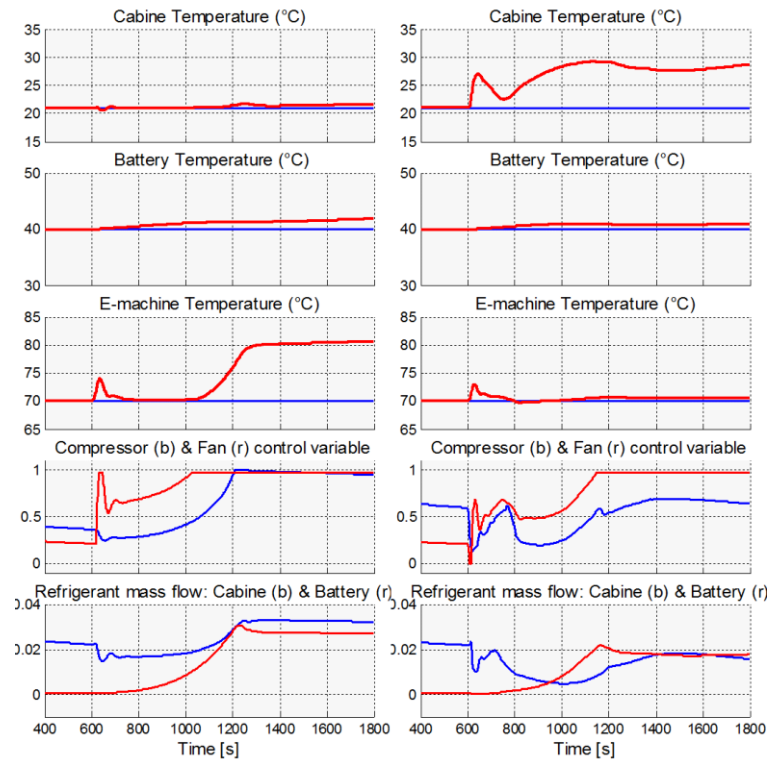 Cabine Temperature (°C)
35
30
25
20
15
Battery Temperature (°C)
50
40
30
E-machine Temperature (°C)
85
80
75
70
65
Compressor (b) & Fan (r) control variable
1
0.5
0
Refrigerant mass flow: Cabine (b) & Battery (r)
0.04
0.02
0
400 600 800 1000 1200 1400 1600 1800
Time [s]
Cabine Temperature (°C)
35
30
25
20
15
Battery Temperature (°C)
50
40
30
E-machine Temperature (°C)
85
80
75
70
65
Compressor (b) & Fan (r) control variable
1
0.5
0
Refrigerant mass flow: Cabine (b) & Battery (r)
0.04
0.02
0
400 600 800 1000 1200 1400 1600 1800
Time [s]